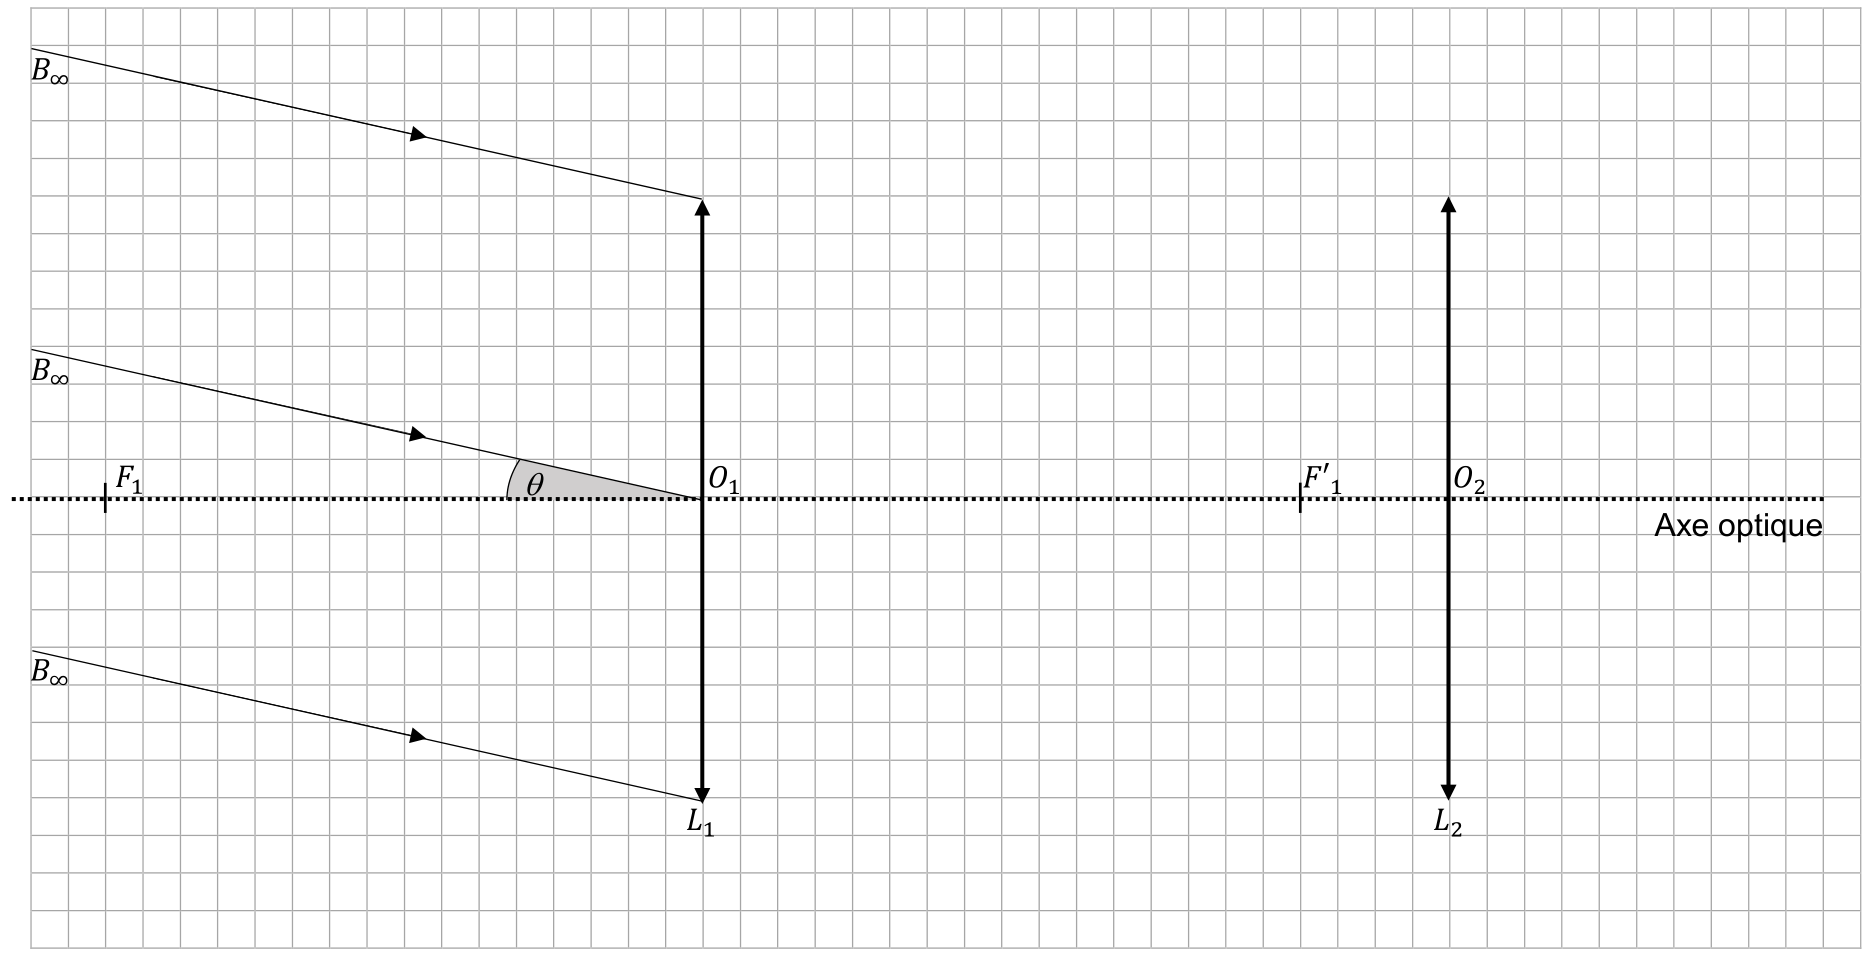 B∞
B∞
F₁
θ
O₁
F′₁
O₂
Axe optique
B∞
L₁
L₂